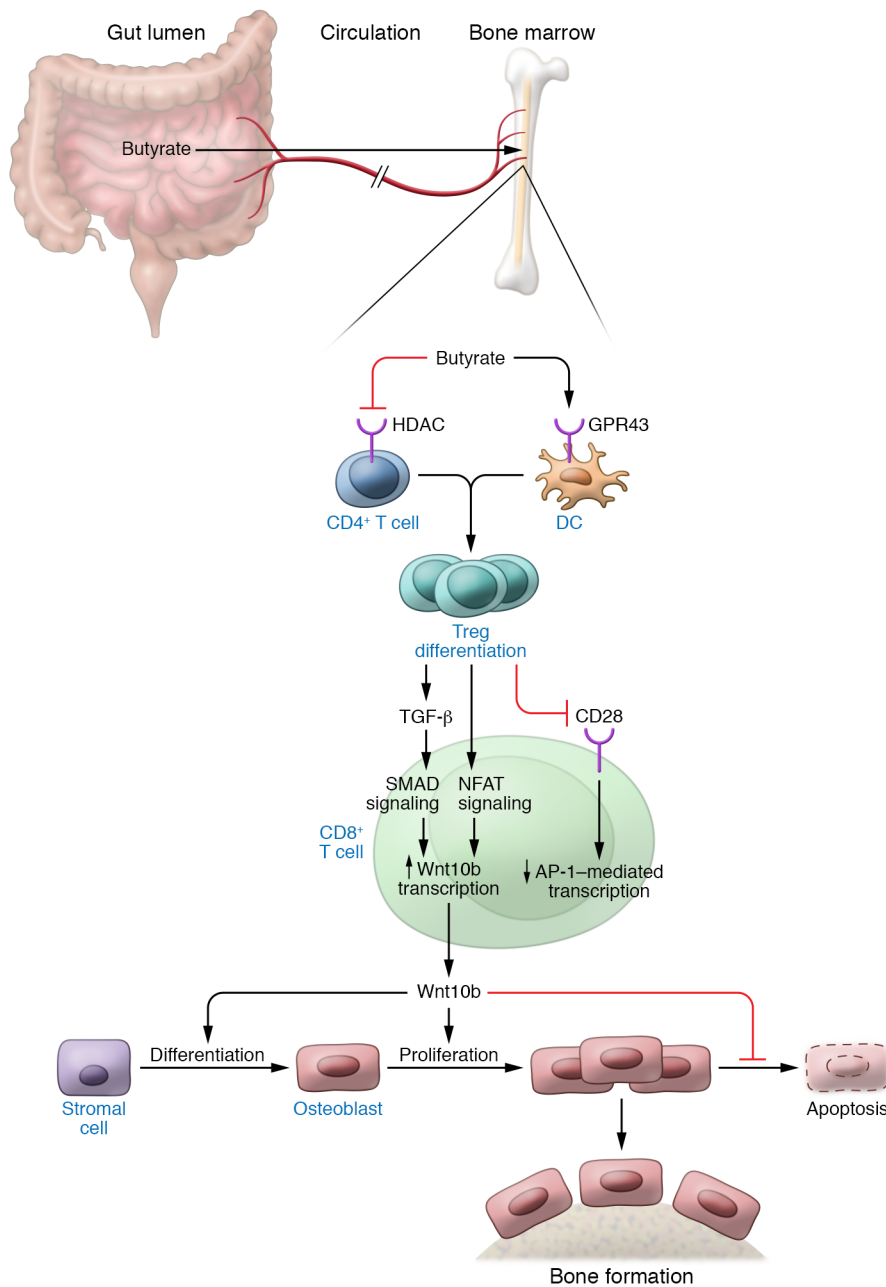 Gut lumen
Circulation
Bone marrow
Butyrate
Butyrate
HDAC
GPR43
CD4⁺ T cell
DC
Treg
differentiation
TGF-β
CD28
SMAD
signaling
NFAT
signaling
CD8⁺
T cell
Wnt10b
transcription
AP-1–mediated
transcription
Wnt10b
Differentiation
Proliferation
Stromal
cell
Osteoblast
Apoptosis
Bone formation